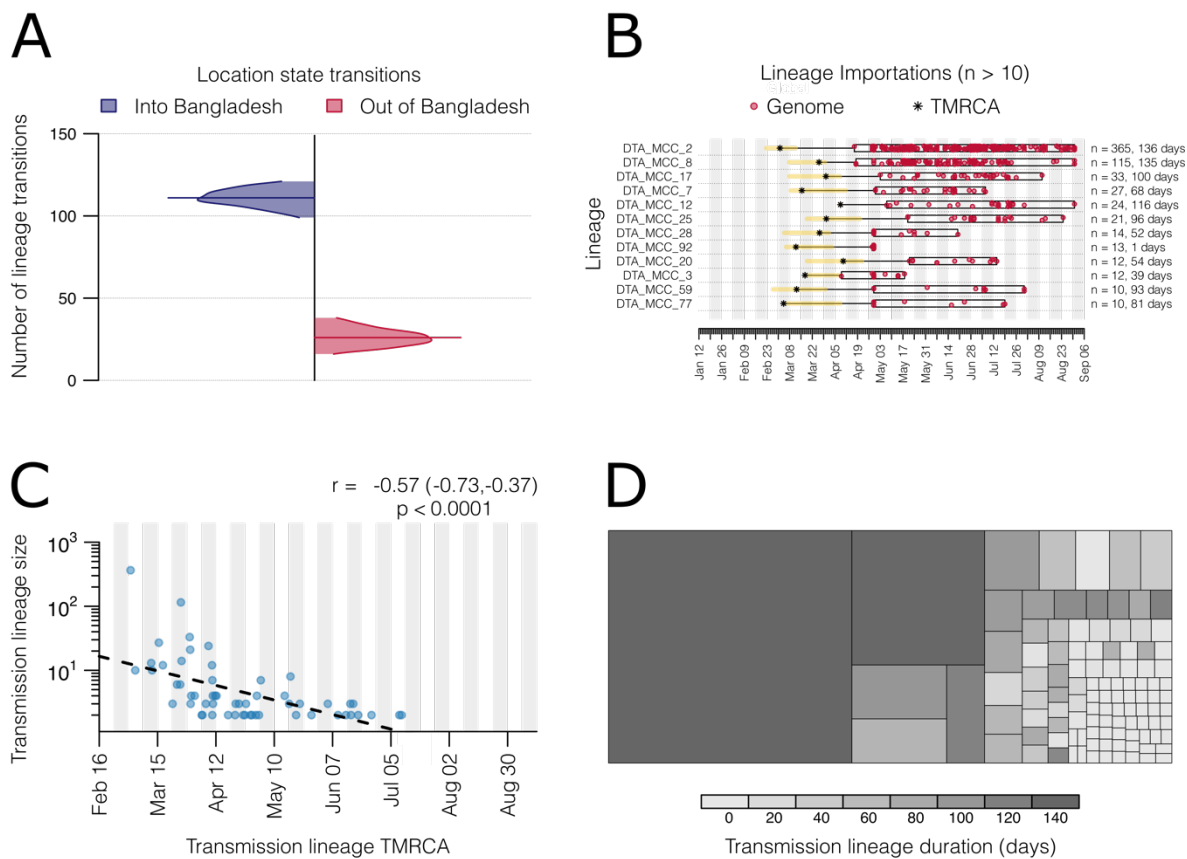 A
Location state transitions
Into Bangladesh
Out of Bangladesh
Number of lineage transitions
150
100
50
0
B
Lineage Importations (n > 10)
Genome
TMRCA
Lineage
DTA_MCC_2
n = 365, 136 days
DTA_MCC_8
n = 115, 135 days
DTA_MCC_17
n = 33, 100 days
DTA_MCC_7
n = 27, 68 days
DTA_MCC_12
n = 24, 116 days
DTA_MCC_25
n = 21, 96 days
DTA_MCC_28
n = 14, 52 days
DTA_MCC_92
n = 13, 1 days
DTA_MCC_20
n = 12, 54 days
DTA_MCC_3
n = 12, 39 days
DTA_MCC_59
n = 10, 93 days
DTA_MCC_77
n = 10, 81 days
Jan 12
Jan 26
Feb 09
Feb 23
Mar 08
Mar 22
Apr 05
Apr 19
May 03
May 17
May 31
Jun 14
Jun 28
Jul 12
Jul 26
Aug 09
Aug 23
Sep 06
C
r = -0.57 (-0.73,-0.37)
p < 0.0001
Transmission lineage size
10³
10²
10¹
Feb 16
Mar 15
Apr 12
May 10
Jun 07
Jul 05
Aug 02
Aug 30
Transmission lineage TMRCA
D
0
20
40
60
80
100
120
140
Transmission lineage duration (days)